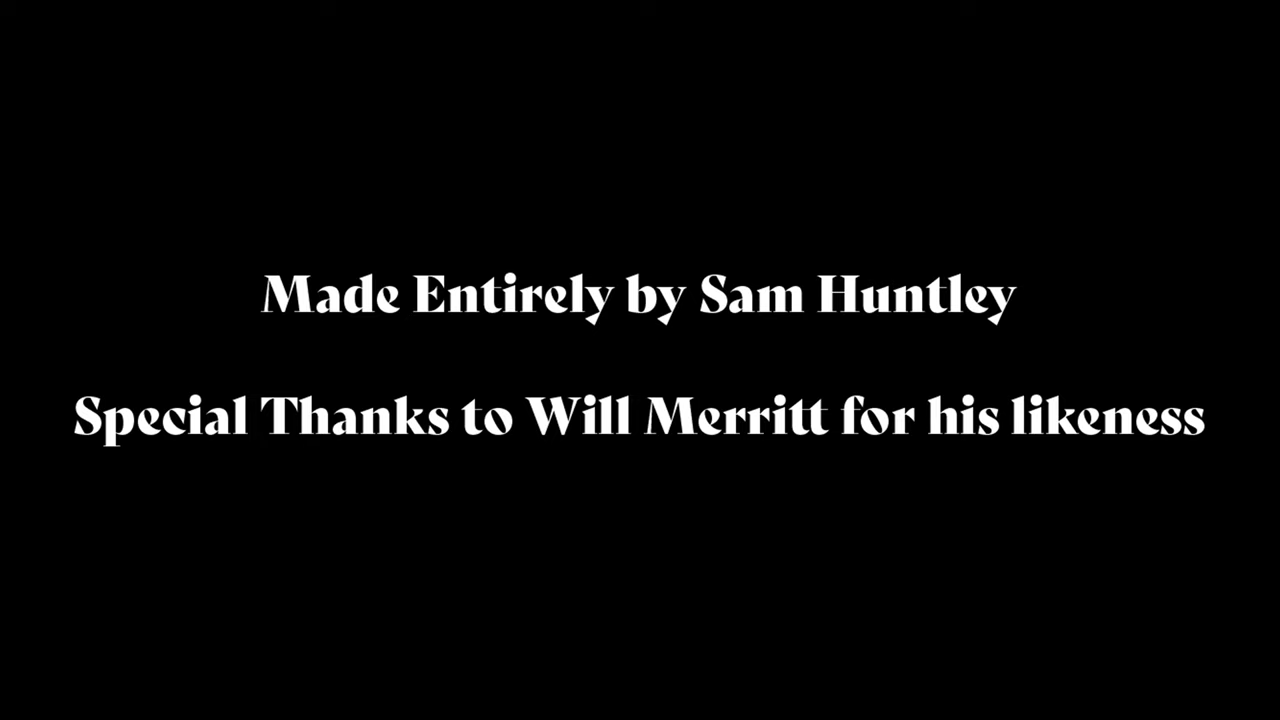 Made Entirely by Sam Huntley
Special Thanks to Will Merritt for his likeness